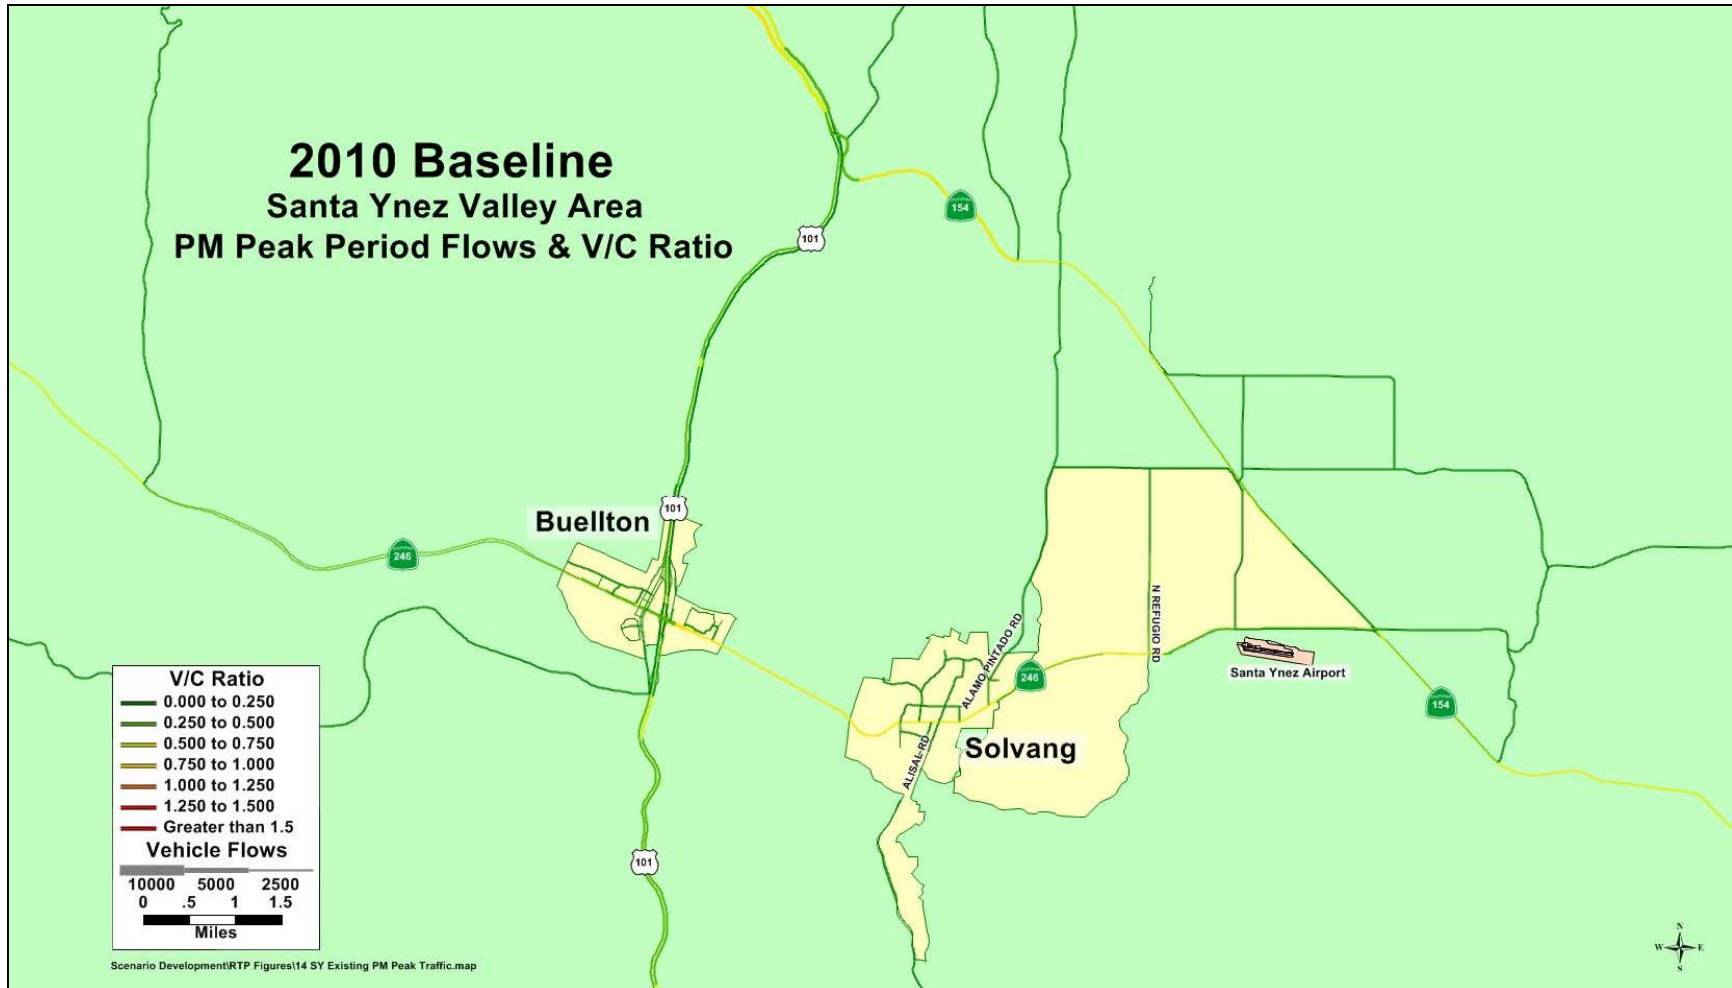 2010 Baseline
Santa Ynez Valley Area
PM Peak Period Flows & V/C Ratio
154
101
101
Buellton
246
N REFUGIO RD
ALAMO PINTADO RD
246
Santa Ynez Airport
154
Solvang
ALISAL RD
101
V/C Ratio
0.000 to 0.250
0.250 to 0.500
0.500 to 0.750
0.750 to 1.000
1.000 to 1.250
1.250 to 1.500
Greater than 1.5
Vehicle Flows
10000 5000 2500
0 .5 1 1.5
Miles
N
W E
S
Scenario Development\RTP Figures\14 SY Existing PM Peak Traffic.map